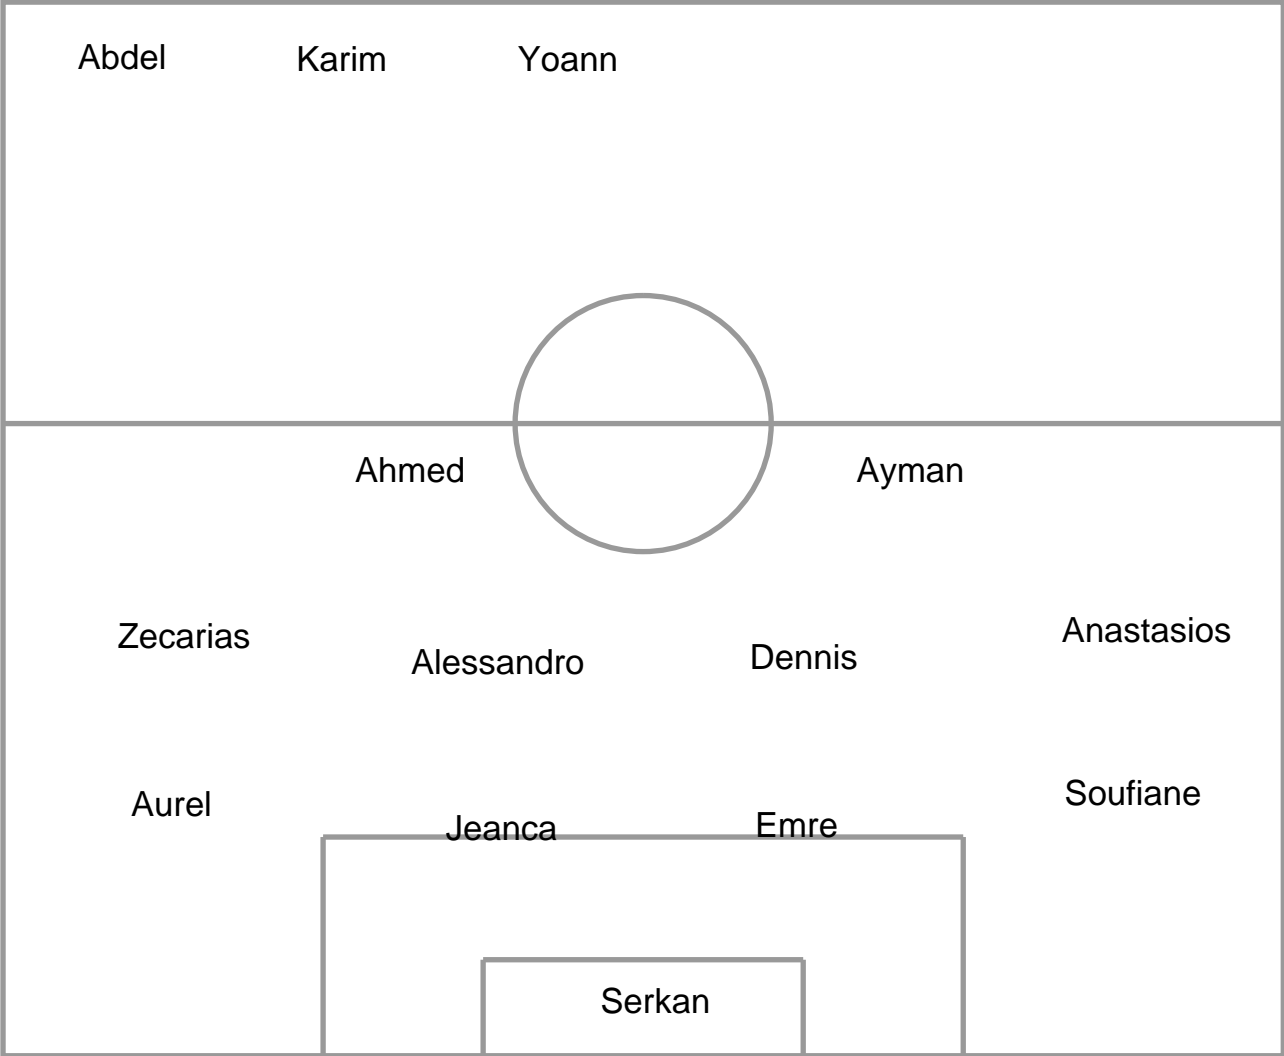 Abdel Karim Yoann
Ahmed Ayman
Zecarias Alessandro Dennis Anastasios
Aurel Jeanca Emre Soufiane
Serkan